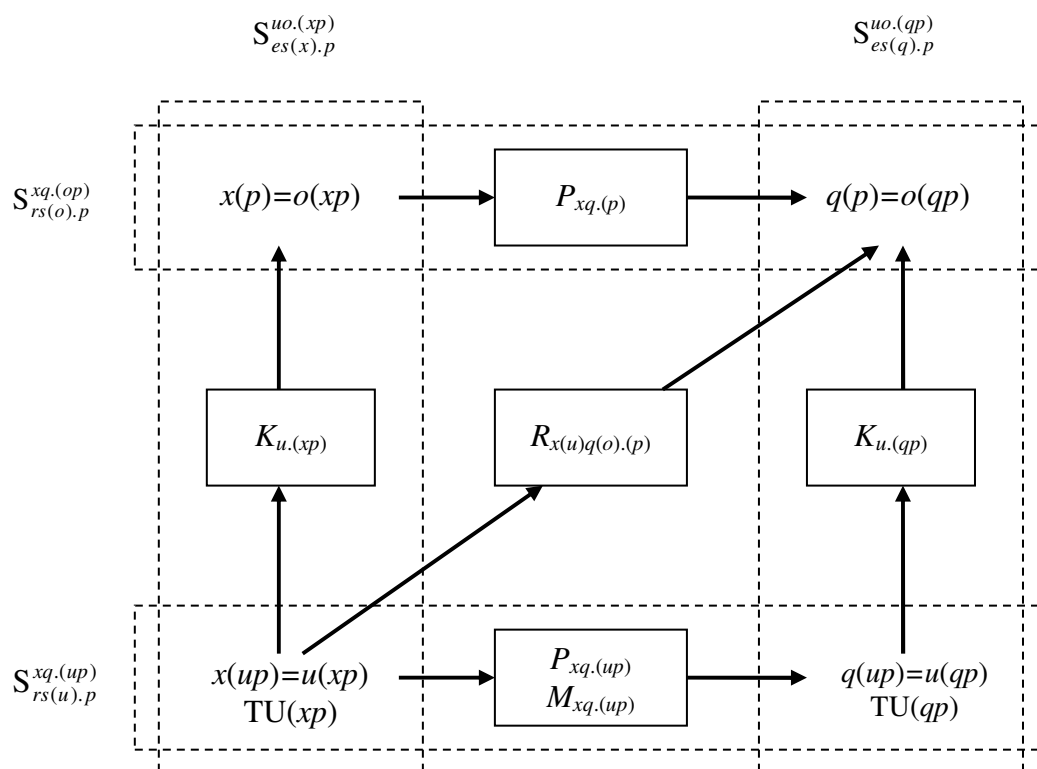 S^{uo.(xp)}_{es(x).p} S^{uo.(qp)}_{es(q).p}
S^{xq.(op)}_{rs(o).p} x(p)=o(xp) P_{xq.(p)} q(p)=o(qp)
K_{u.(xp)} R_{x(u)q(o).(p)} K_{u.(qp)}
S^{xq.(up)}_{rs(u).p} x(up)=u(xp) P_{xq.(up)} q(up)=u(qp)
TU(xp) M_{xq.(up)} TU(qp)